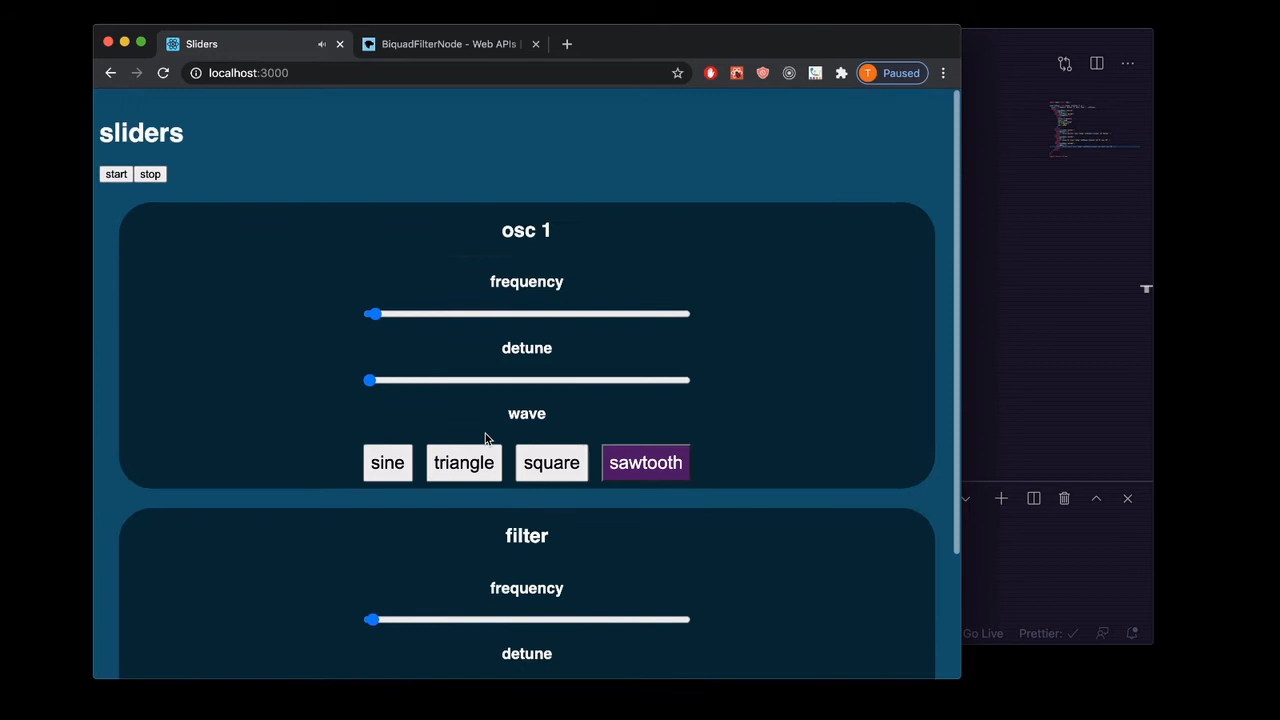 Sliders
BiquadFilterNode - Web APIs
localhost:3000
T Paused
sliders
start stop
osc 1
frequency
detune
wave
sine triangle square sawtooth
filter
frequency
detune
Go Live Prettier: ✓